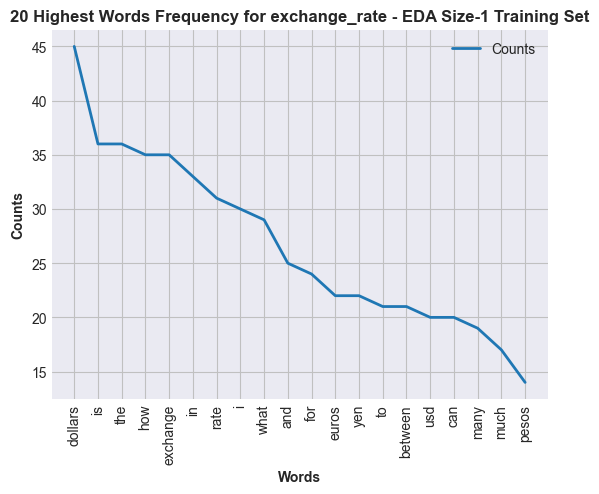 20 Highest Words Frequency for exchange_rate - EDA Size-1 Training Set
Counts
45
40
35
30
25
20
15
Counts
dollars
is
the
how
exchange
in
rate
i
what
and
for
euros
yen
to
between
usd
can
many
much
pesos
Words